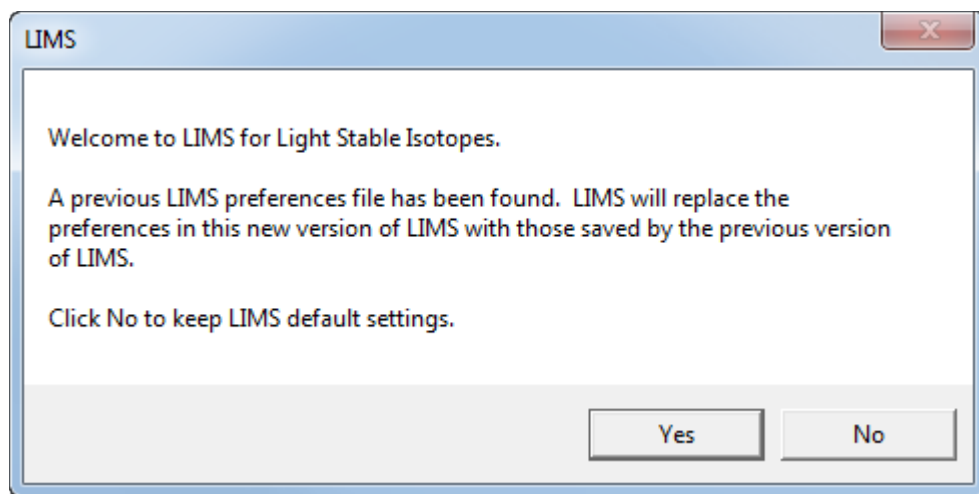 LIMS
Welcome to LIMS for Light Stable Isotopes.
A previous LIMS preferences file has been found.  LIMS will replace the
preferences in this new version of LIMS with those saved by the previous version
of LIMS.
Click No to keep LIMS default settings.
Yes
No